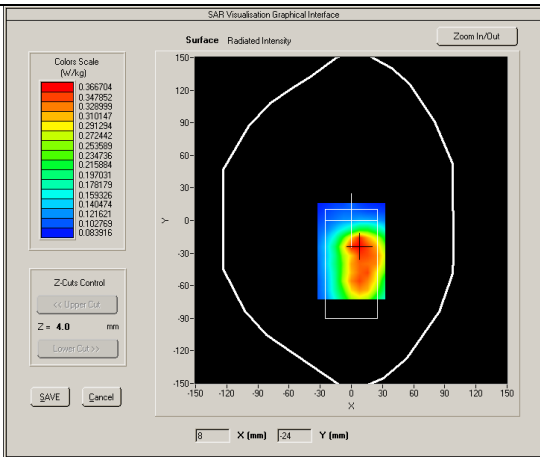 SAR Visualisation Graphical Interface
Surface Radiated Intensity
Zoom In/Out
Colors Scale
(W/kg)
0.366704
0.347852
0.328999
0.310147
0.291294
0.272442
0.253589
0.234736
0.215884
0.197031
0.178179
0.159326
0.140474
0.121621
0.102769
0.083916
Z-Cuts Control
<< Upper Cut
Z = 4.0 mm
Lower Cut >>
SAVE
Cancel
150
120
90
60
30
0
-30
-60
-90
-120
-150
Y
-150 -120 -90 -60 -30 0 30 60 90 120 150
X
8 X (mm) -24 Y (mm)